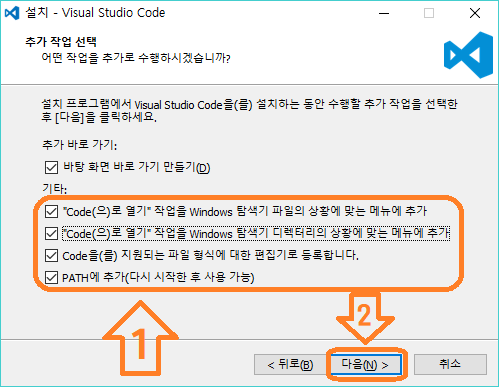 설치 - Visual Studio Code
추가 작업 선택
어떤 작업을 추가로 수행하시겠습니까?
설치 프로그램에서 Visual Studio Code을(를) 설치하는 동안 수행할 추가 작업을 선택한
후 [다음]을 클릭하세요.
추가 바로 가기:
바탕 화면 바로 가기 만들기(D)
기타:
"Code(으)로 열기" 작업을 Windows 탐색기 파일의 상황에 맞는 메뉴에 추가
"Code(으)로 열기" 작업을 Windows 탐색기 디렉터리의 상황에 맞는 메뉴에 추가
Code을(를) 지원되는 파일 형식에 대한 편집기로 등록합니다.
PATH에 추가(다시 시작한 후 사용 가능)
1
2
< 뒤로(B) 다음(N) > 취소